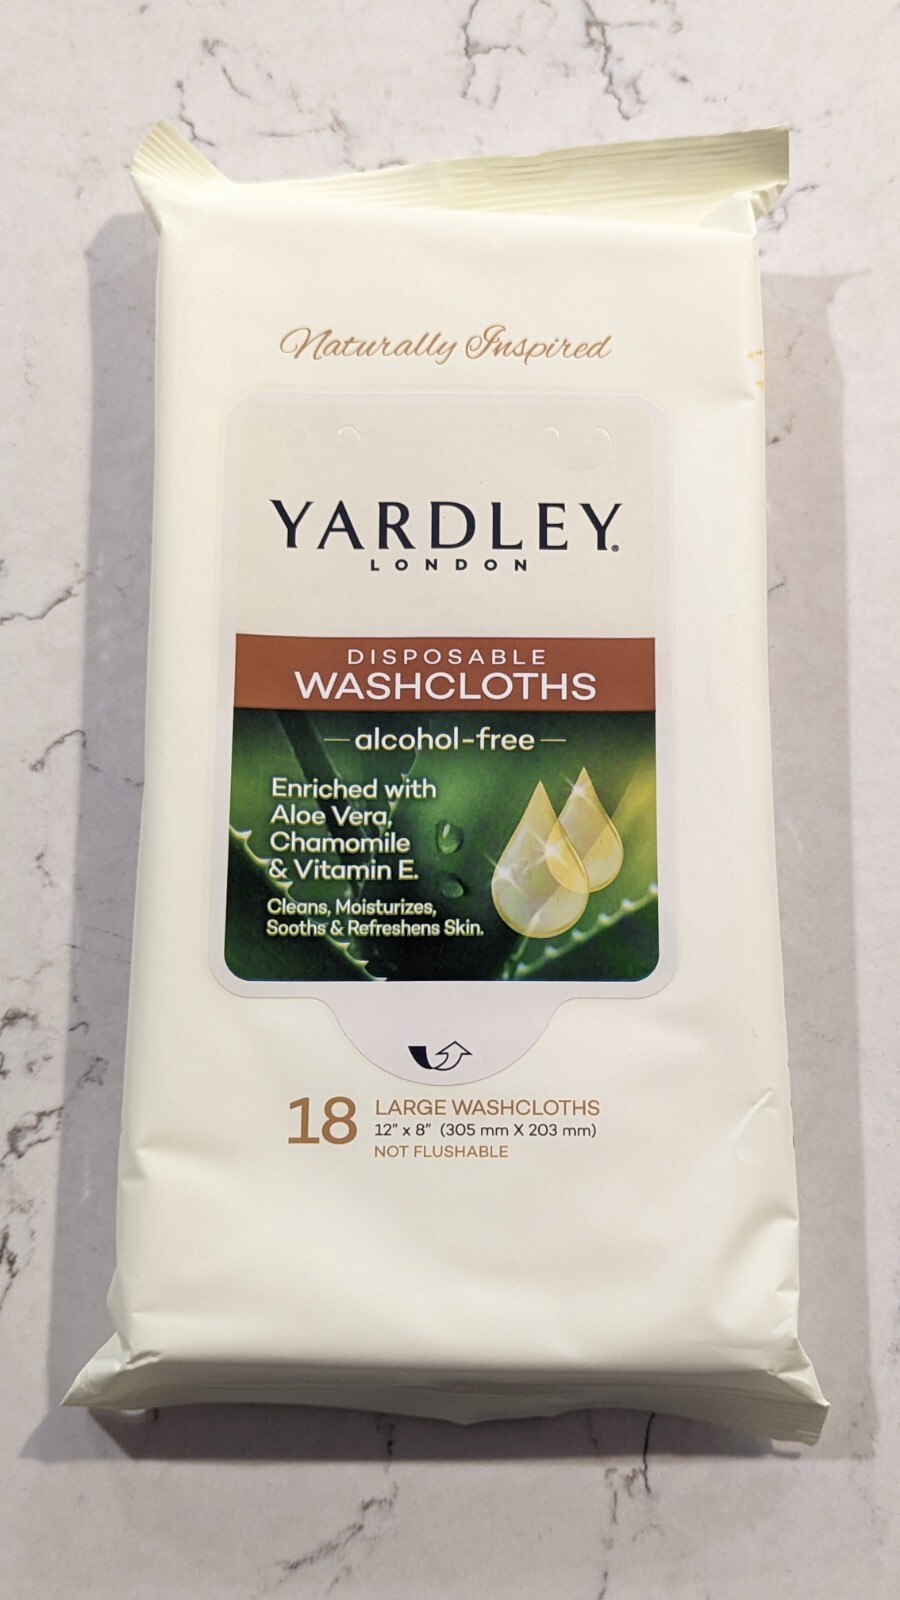 Naturally Inspired
YARDLEY®
LONDON
DISPOSABLE
WASHCLOTHS
—alcohol-free—
Enriched with
Aloe Vera,
Chamomile
& Vitamin E.
Cleans, Moisturizes,
Sooths & Refreshens Skin.
18 LARGE WASHCLOTHS
12" x 8" (305 mm X 203 mm)
NOT FLUSHABLE